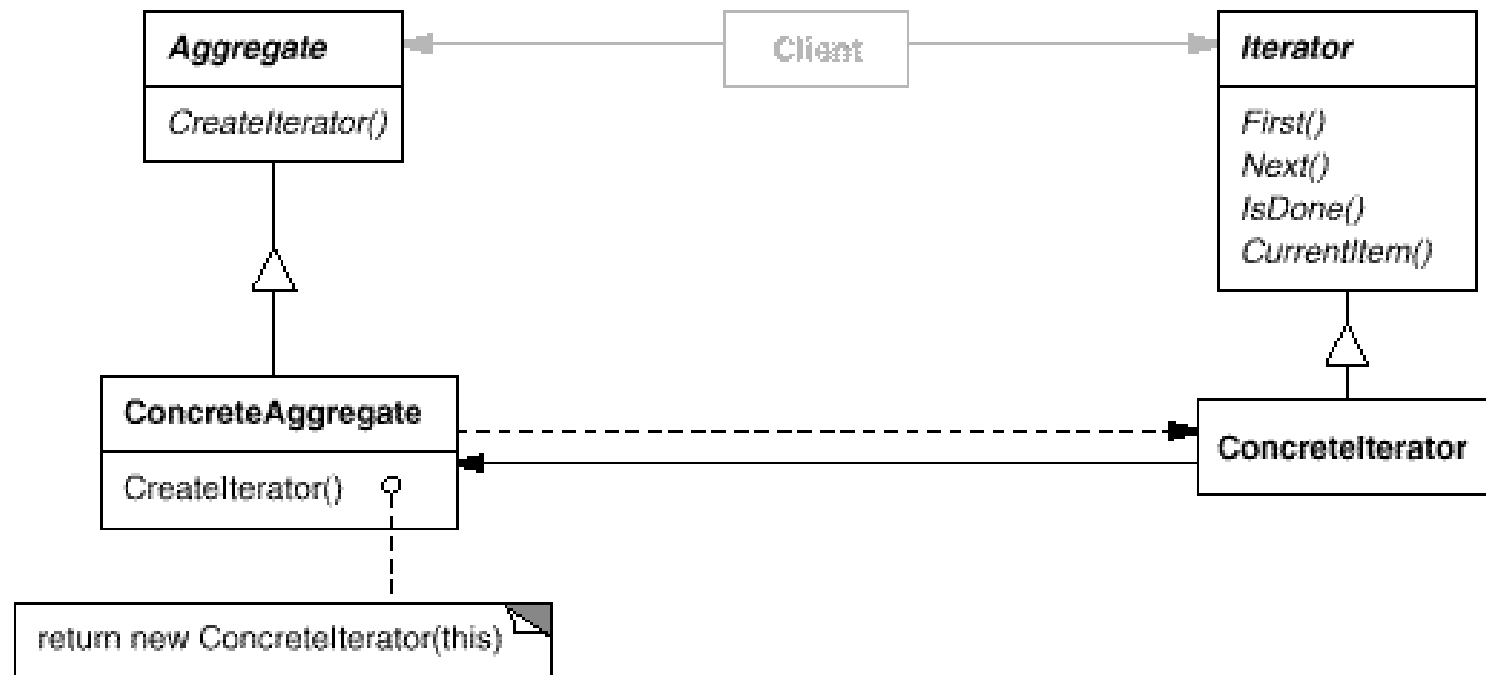 Aggregate
CreateIterator()
Client
Iterator
First()
Next()
IsDone()
CurrentItem()
ConcreteAggregate
CreateIterator()
ConcreteIterator
return new ConcreteIterator(this)